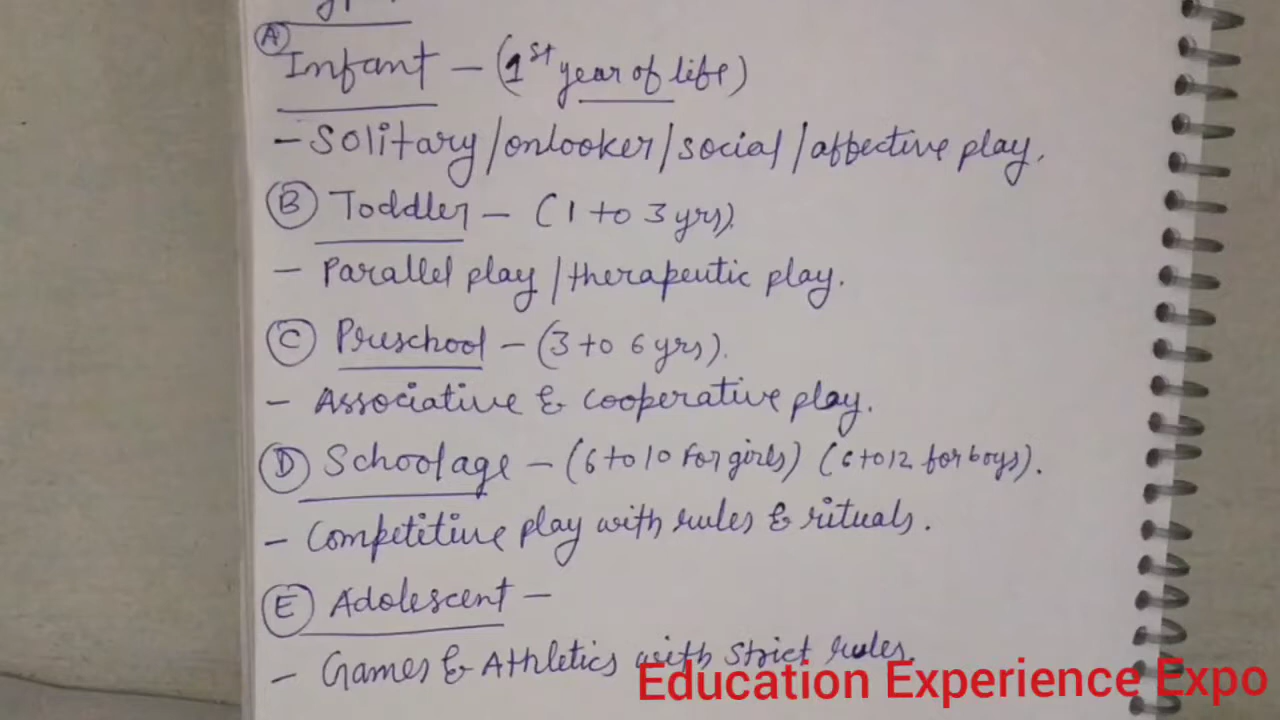 Ⓐ Infant – (1st year of life)
– Solitary/onlooker/social/affective play.
Ⓑ Toddler – (1 to 3 yrs).
– Parallel play/therapeutic play.
Ⓒ Preschool – (3 to 6 yrs).
– Associative & cooperative play.
Ⓓ School age – (6 to 10 for girls) (6 to 12 for boys).
– Competitive play with rules & rituals.
Ⓔ Adolescent –
– Games & Athletics with strict rules.
Education Experience Expo